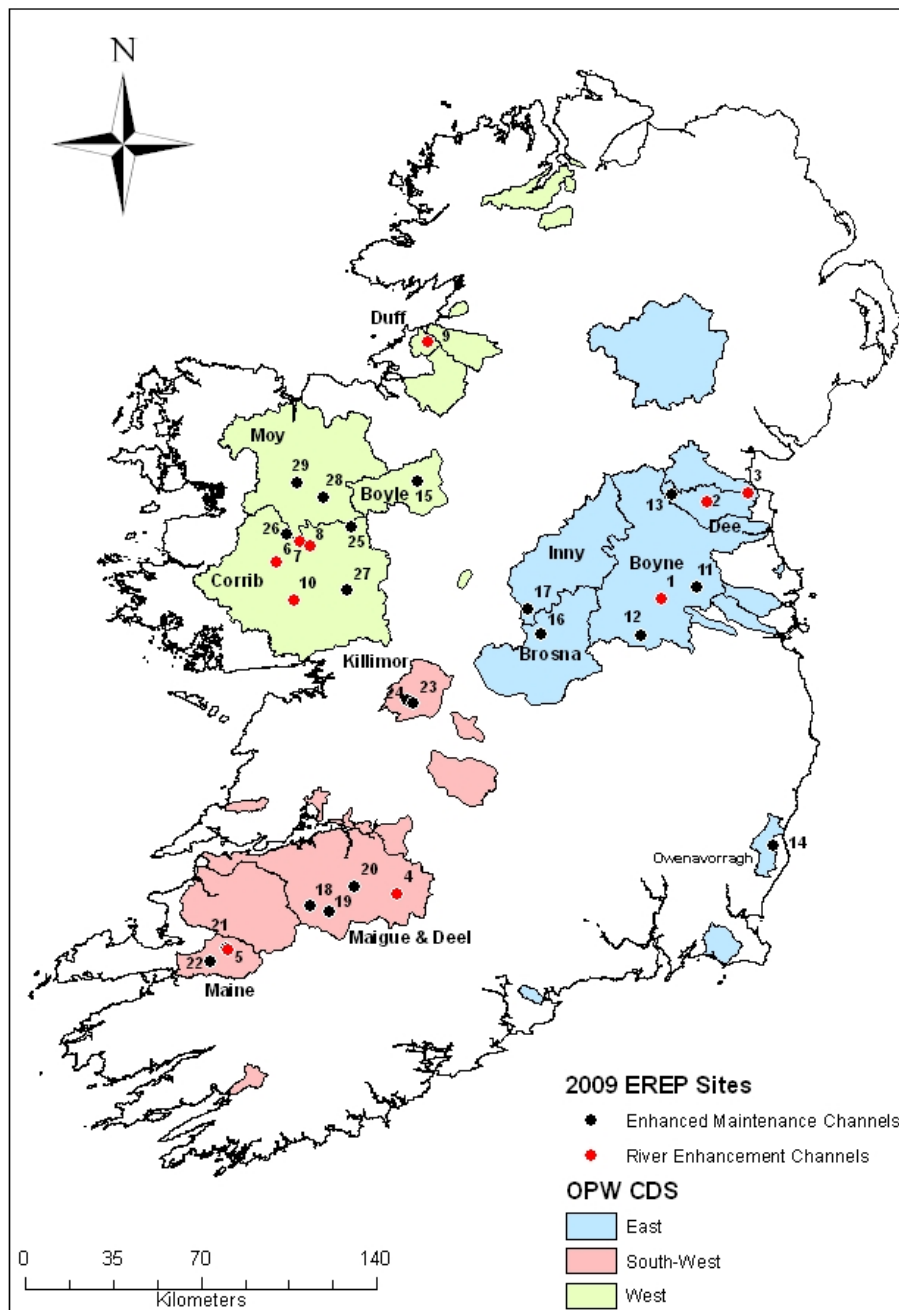 N
Duff
9
Moy
29
28
Boyle
15
26
8
25
6
7
Corrib
10
27
3
13
2
Dee
Inny
Boyne
1
11
17
16
12
Brosna
Killimor
24
23
14
Owenavorragh
20
4
18
19
21
Maigue & Deel
5
22
Maine
2009 EREP Sites
Enhanced Maintenance Channels
River Enhancement Channels
OPW CDS
East
South-West
West
0 70 140
Kilometers